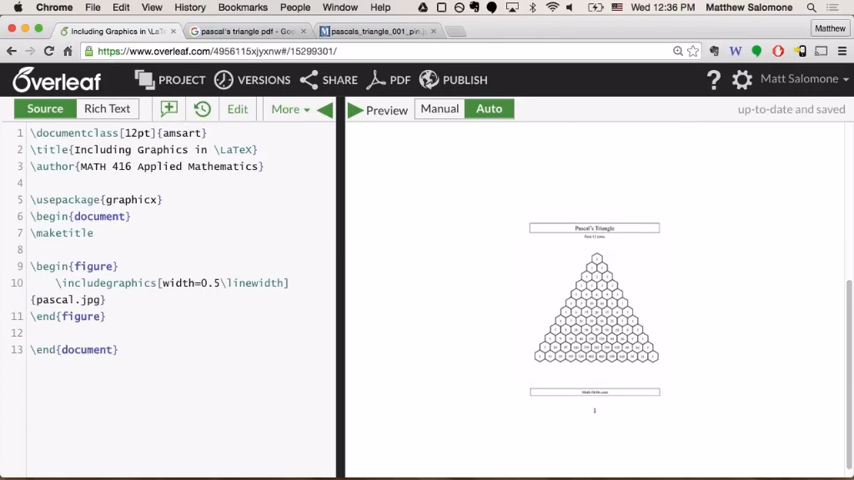 Chrome File Edit View History Bookmarks People Window Help Wed 12:36 PM Matthew Salomone
Including Graphics in \L
pascal's triangle pdf - Goo
pascals_triangle_001_pin.j
Matthew
https://www.overleaf.com/4956115xjyxnw#/15299301/
Overleaf PROJECT VERSIONS SHARE PDF PUBLISH ? Matt Salomone
Source Rich Text Edit More Preview Manual Auto up-to-date and saved
1 \documentclass[12pt]{amsart}
2 \title{Including Graphics in \LaTeX}
3 \author{MATH 416 Applied Mathematics}
4
5 \usepackage{graphicx}
6 \begin{document}
7 \maketitle
8
9 \begin{figure}
10 \includegraphics[width=0.5\linewidth]
{pascal.jpg}
11 \end{figure}
12
13 \end{document}
Pascal's Triangle
1